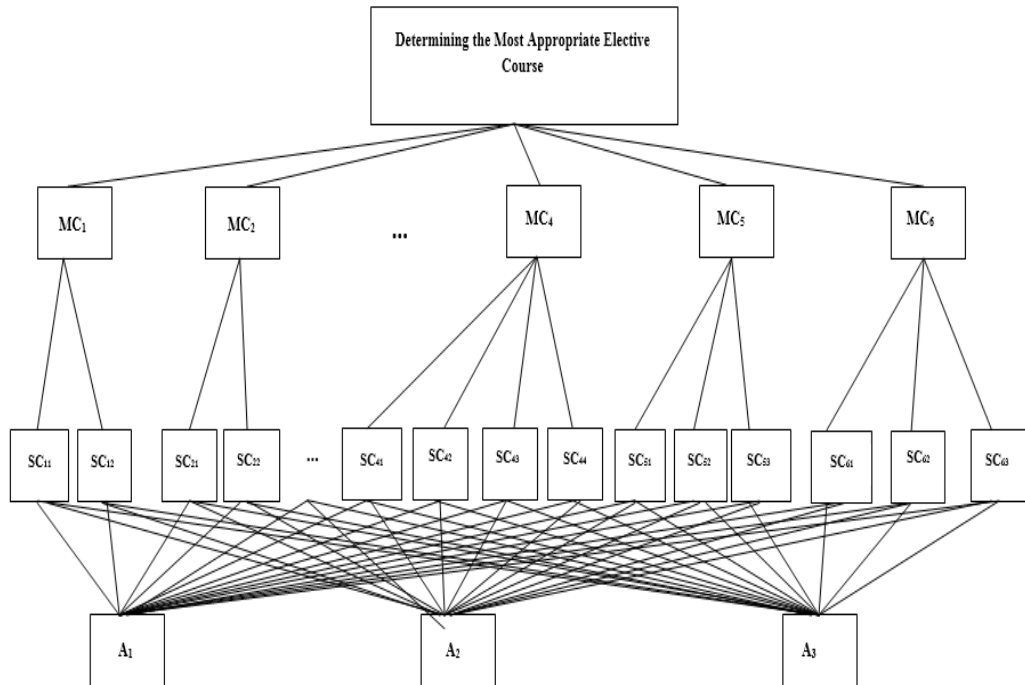 Determining the Most Appropriate Elective
Course
MC₁ MC₂ ... MC₄ MC₅ MC₆
SC₁₁ SC₁₂ SC₂₁ SC₂₂ ... SC₄₁ SC₄₂ SC₄₃ SC₄₄ SC₅₁ SC₅₂ SC₅₃ SC₆₁ SC₆₂ SC₆₃
A₁ A₂ A₃